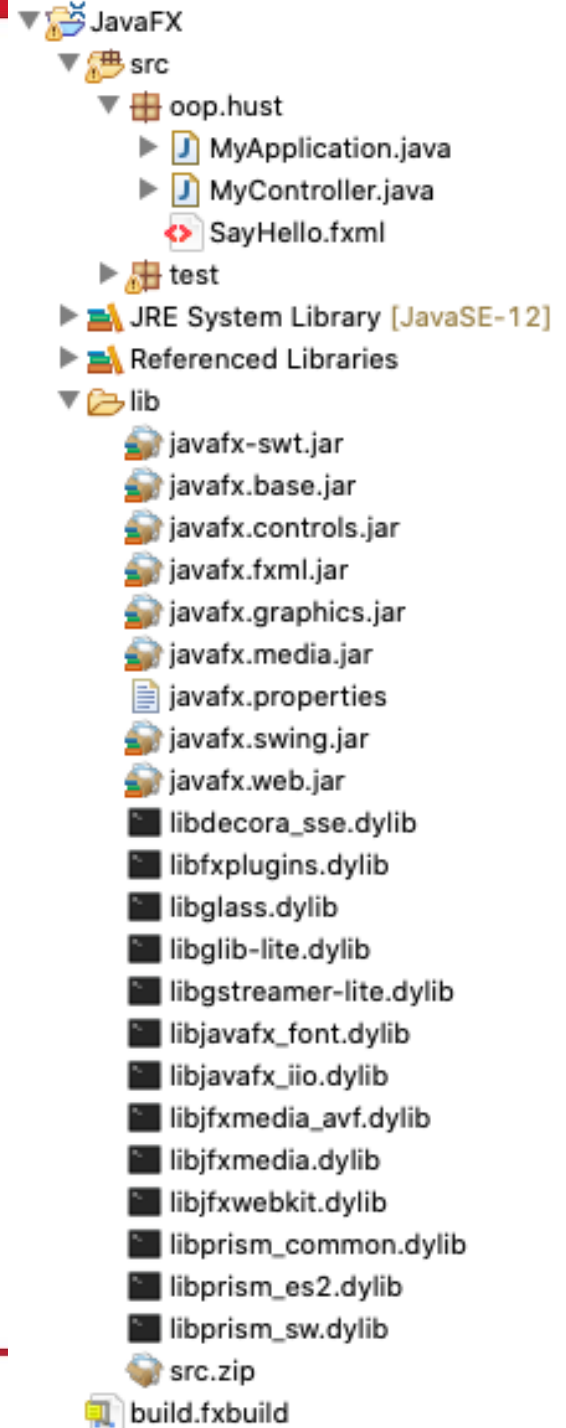 JavaFX
src
oop.hust
MyApplication.java
MyController.java
SayHello.fxml
test
JRE System Library [JavaSE-12]
Referenced Libraries
lib
javafx-swt.jar
javafx.base.jar
javafx.controls.jar
javafx.fxml.jar
javafx.graphics.jar
javafx.media.jar
javafx.properties
javafx.swing.jar
javafx.web.jar
libdecora_sse.dylib
libfxplugins.dylib
libglass.dylib
libglib-lite.dylib
libgstreamer-lite.dylib
libjavafx_font.dylib
libjavafx_iio.dylib
libjfxmedia_avf.dylib
libjfxmedia.dylib
libjfxwebkit.dylib
libprism_common.dylib
libprism_es2.dylib
libprism_sw.dylib
src.zip
build.fxbuild